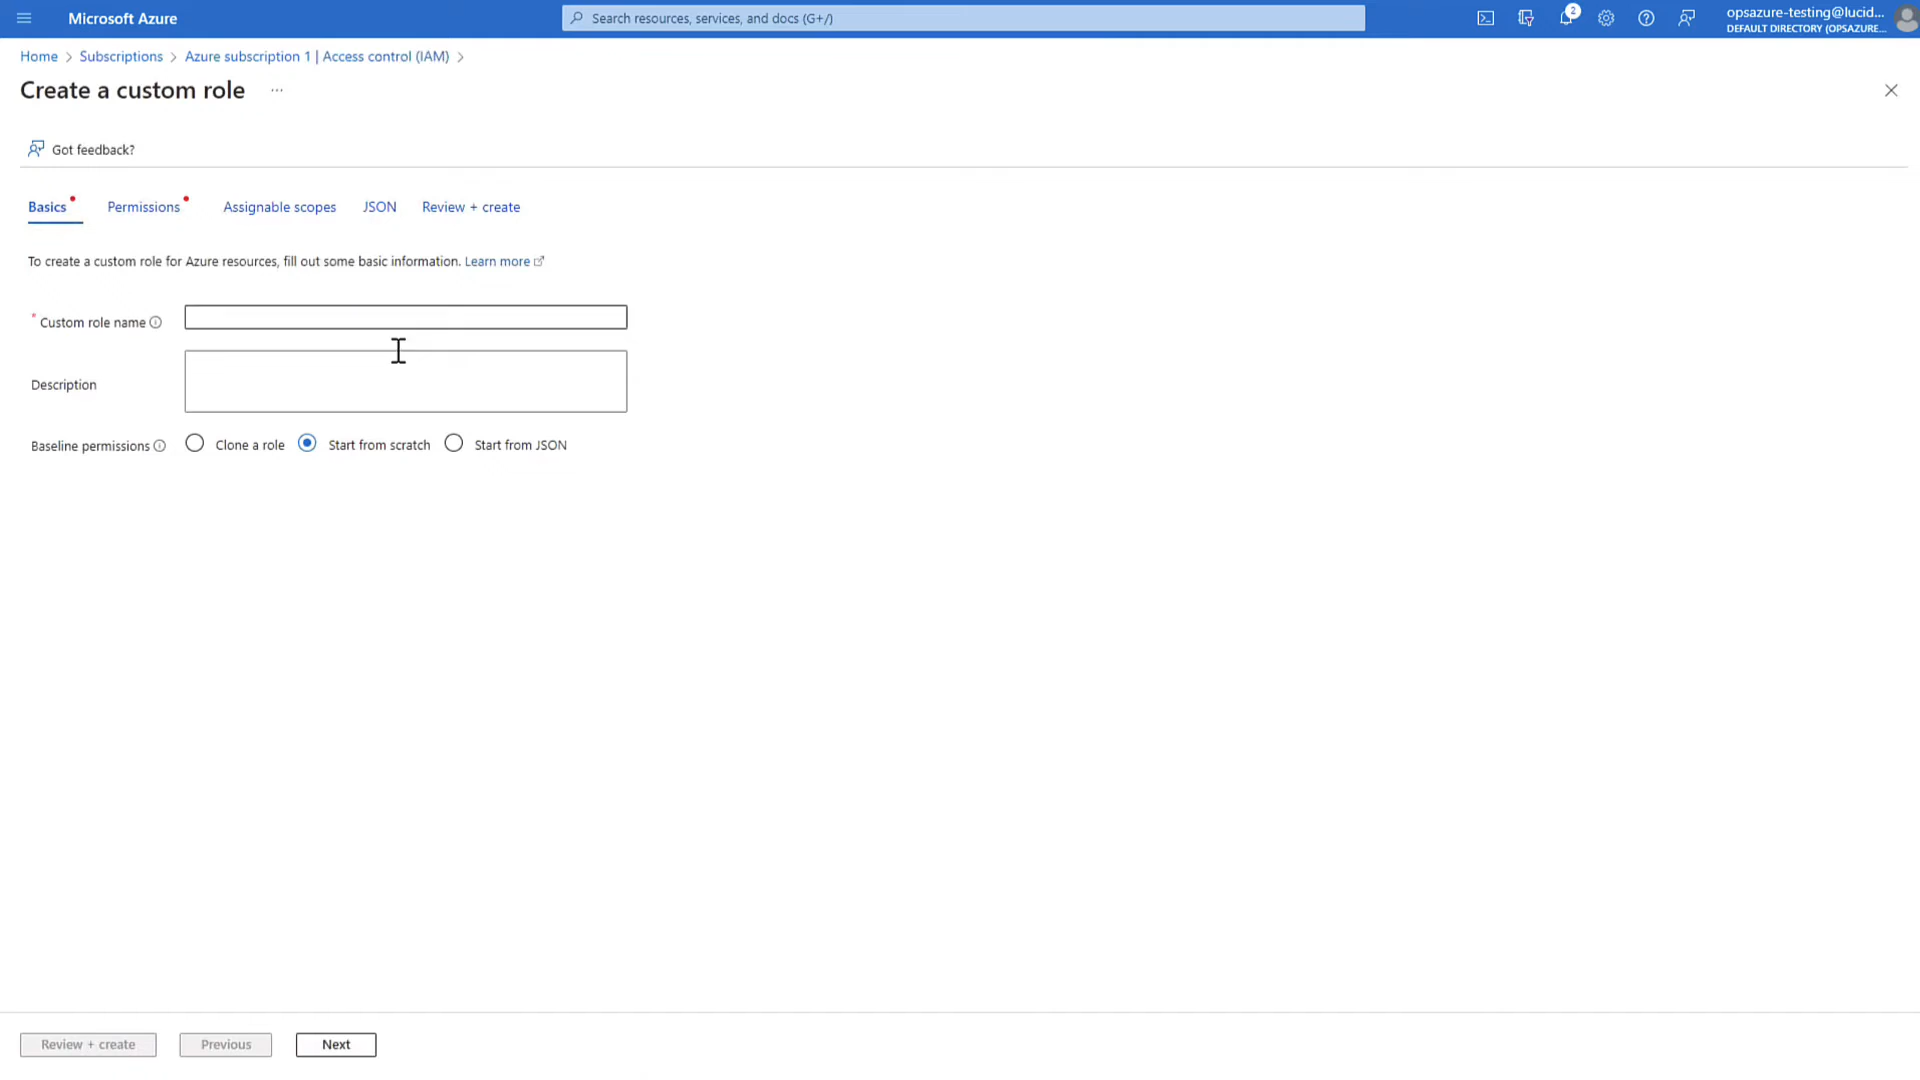 Microsoft Azure
Search resources, services, and docs (G+/)
2
opsazure-testing@lucid...
DEFAULT DIRECTORY (OPSAZURE...
Home > Subscriptions > Azure subscription 1 | Access control (IAM) >
Create a custom role ...
Got feedback?
Basics Permissions Assignable scopes JSON Review + create
To create a custom role for Azure resources, fill out some basic information. Learn more
* Custom role name
Description
Baseline permissions Clone a role Start from scratch Start from JSON
Review + create Previous Next